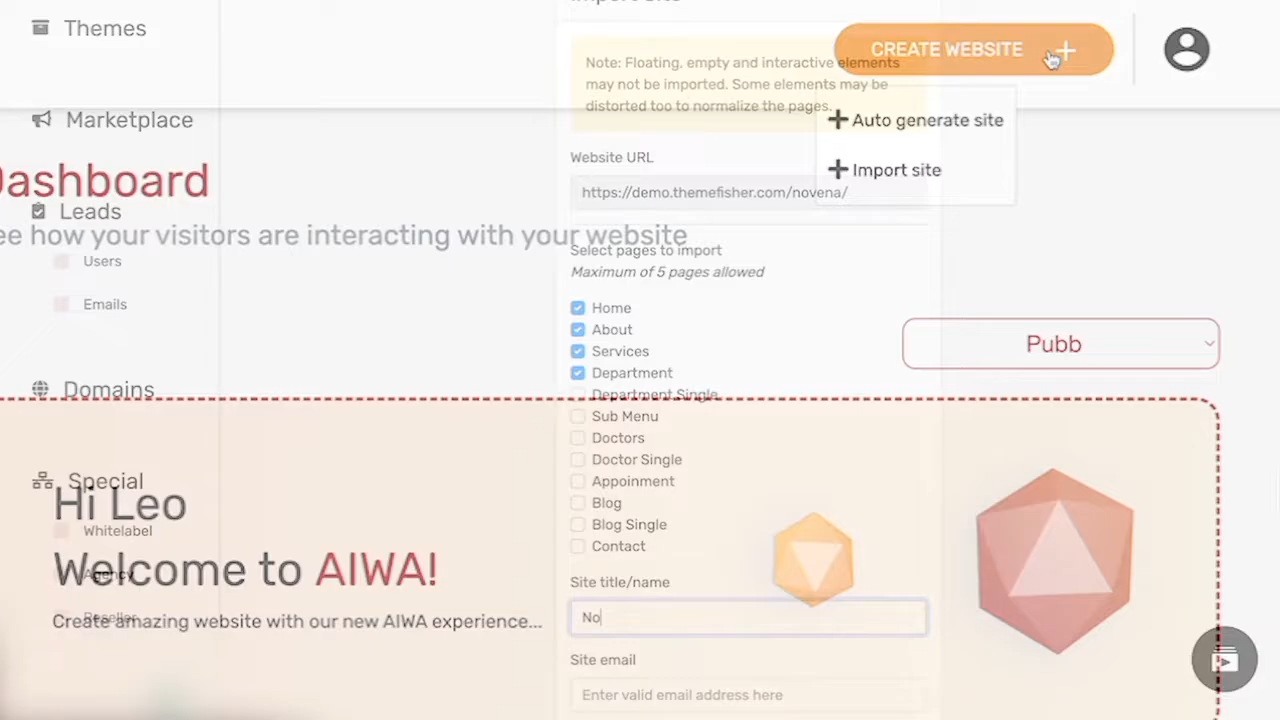 Import Site
Themes
CREATE WEBSITE
Note: Floating, empty and interactive elements
may not be imported. Some elements may be
distorted too to normalize the pages.
Marketplace
Auto generate site
Website URL
Import site
Dashboard
https://demo.themefisher.com/novena/
Leads
ee how your visitors are interacting with your website
Select pages to import
Users
Maximum of 5 pages allowed
Emails
Home
About
Pubb
Services
Department
Domains
Department Single
Sub Menu
Doctors
Doctor Single
Special
Appoinment
Hi Leo
Blog
Blog Single
Whitelabel
Contact
Welcome to AIWA!
Agency
Site title/name
Reseller
Create amazing website with our new AIWA experience...
No
Site email
Enter valid email address here